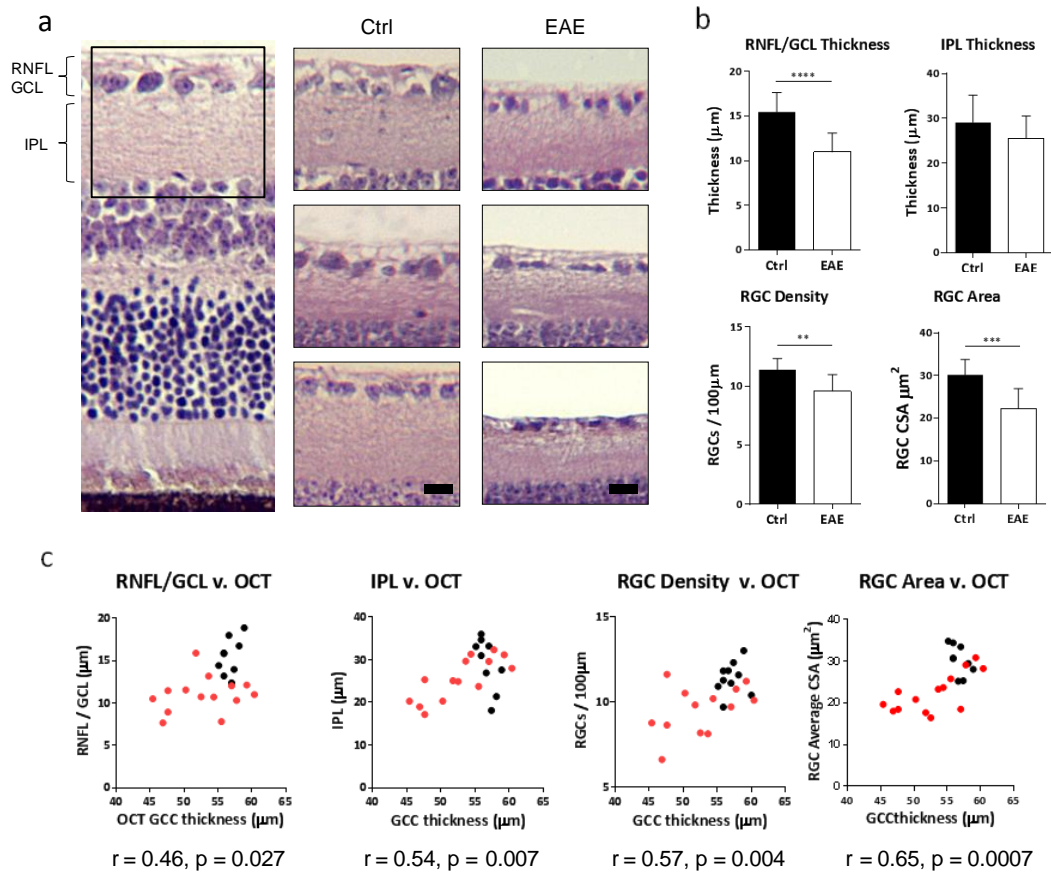 a
Ctrl
EAE
RNFL
GCL
IPL
b
RNFL/GCL Thickness
Thickness (μm)
20
15
10
5
0
****
Ctrl
EAE
IPL Thickness
Thickness (μm)
40
30
20
10
0
Ctrl
EAE
RGC Density
RGCs / 100μm
15
10
5
0
**
Ctrl
EAE
RGC Area
RGC CSA μm²
40
30
20
10
0
***
Ctrl
EAE
c
RNFL/GCL v. OCT
RNFL / GCL (μm)
20
15
10
5
0
40 45 50 55 60 65
OCT GCC thickness (μm)
r = 0.46, p = 0.027
IPL v. OCT
IPL (μm)
40
30
20
10
0
40 45 50 55 60 65
GCC thickness (μm)
r = 0.54, p = 0.007
RGC Density v. OCT
RGCs / 100μm
15
10
5
40 45 50 55 60 65
GCC thickness (μm)
r = 0.57, p = 0.004
RGC Area v. OCT
RGC Average CSA (μm²)
40
30
20
10
0
40 45 50 55 60 65
GCCthickness (μm)
r = 0.65, p = 0.0007